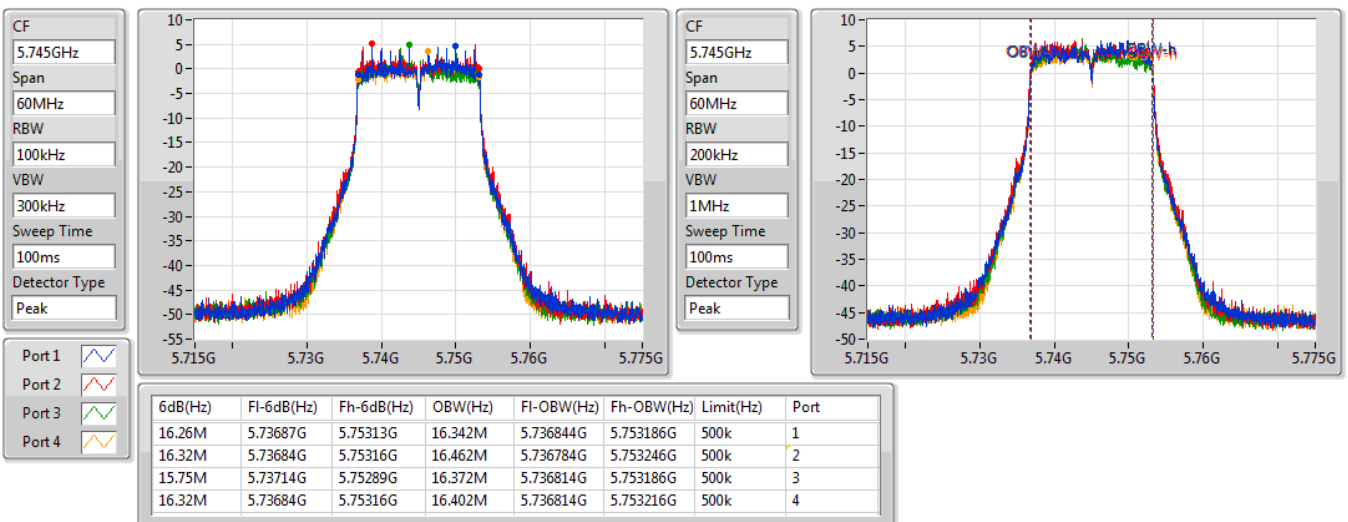 CF
5.745GHz
Span
60MHz
RBW
100kHz
VBW
300kHz
Sweep Time
100ms
Detector Type
Peak
10
5
0
-5
-10
-15
-20
-25
-30
-35
-40
-45
-50
-55
5.715G 5.73G 5.74G 5.75G 5.76G 5.775G
CF
5.745GHz
Span
60MHz
RBW
200kHz
VBW
1MHz
Sweep Time
100ms
Detector Type
Peak
10
5
0
-5
-10
-15
-20
-25
-30
-35
-40
-45
-50
OBW-h
5.715G 5.73G 5.74G 5.75G 5.76G 5.775G
Port 1
Port 2
Port 3
Port 4
6dB(Hz) Fl-6dB(Hz) Fh-6dB(Hz) OBW(Hz) Fl-OBW(Hz) Fh-OBW(Hz) Limit(Hz) Port
16.26M 5.73687G 5.75313G 16.342M 5.736844G 5.753186G 500k 1
16.32M 5.73684G 5.75316G 16.462M 5.736784G 5.753246G 500k 2
15.75M 5.73714G 5.75289G 16.372M 5.736814G 5.753186G 500k 3
16.32M 5.73684G 5.75316G 16.402M 5.736814G 5.753216G 500k 4